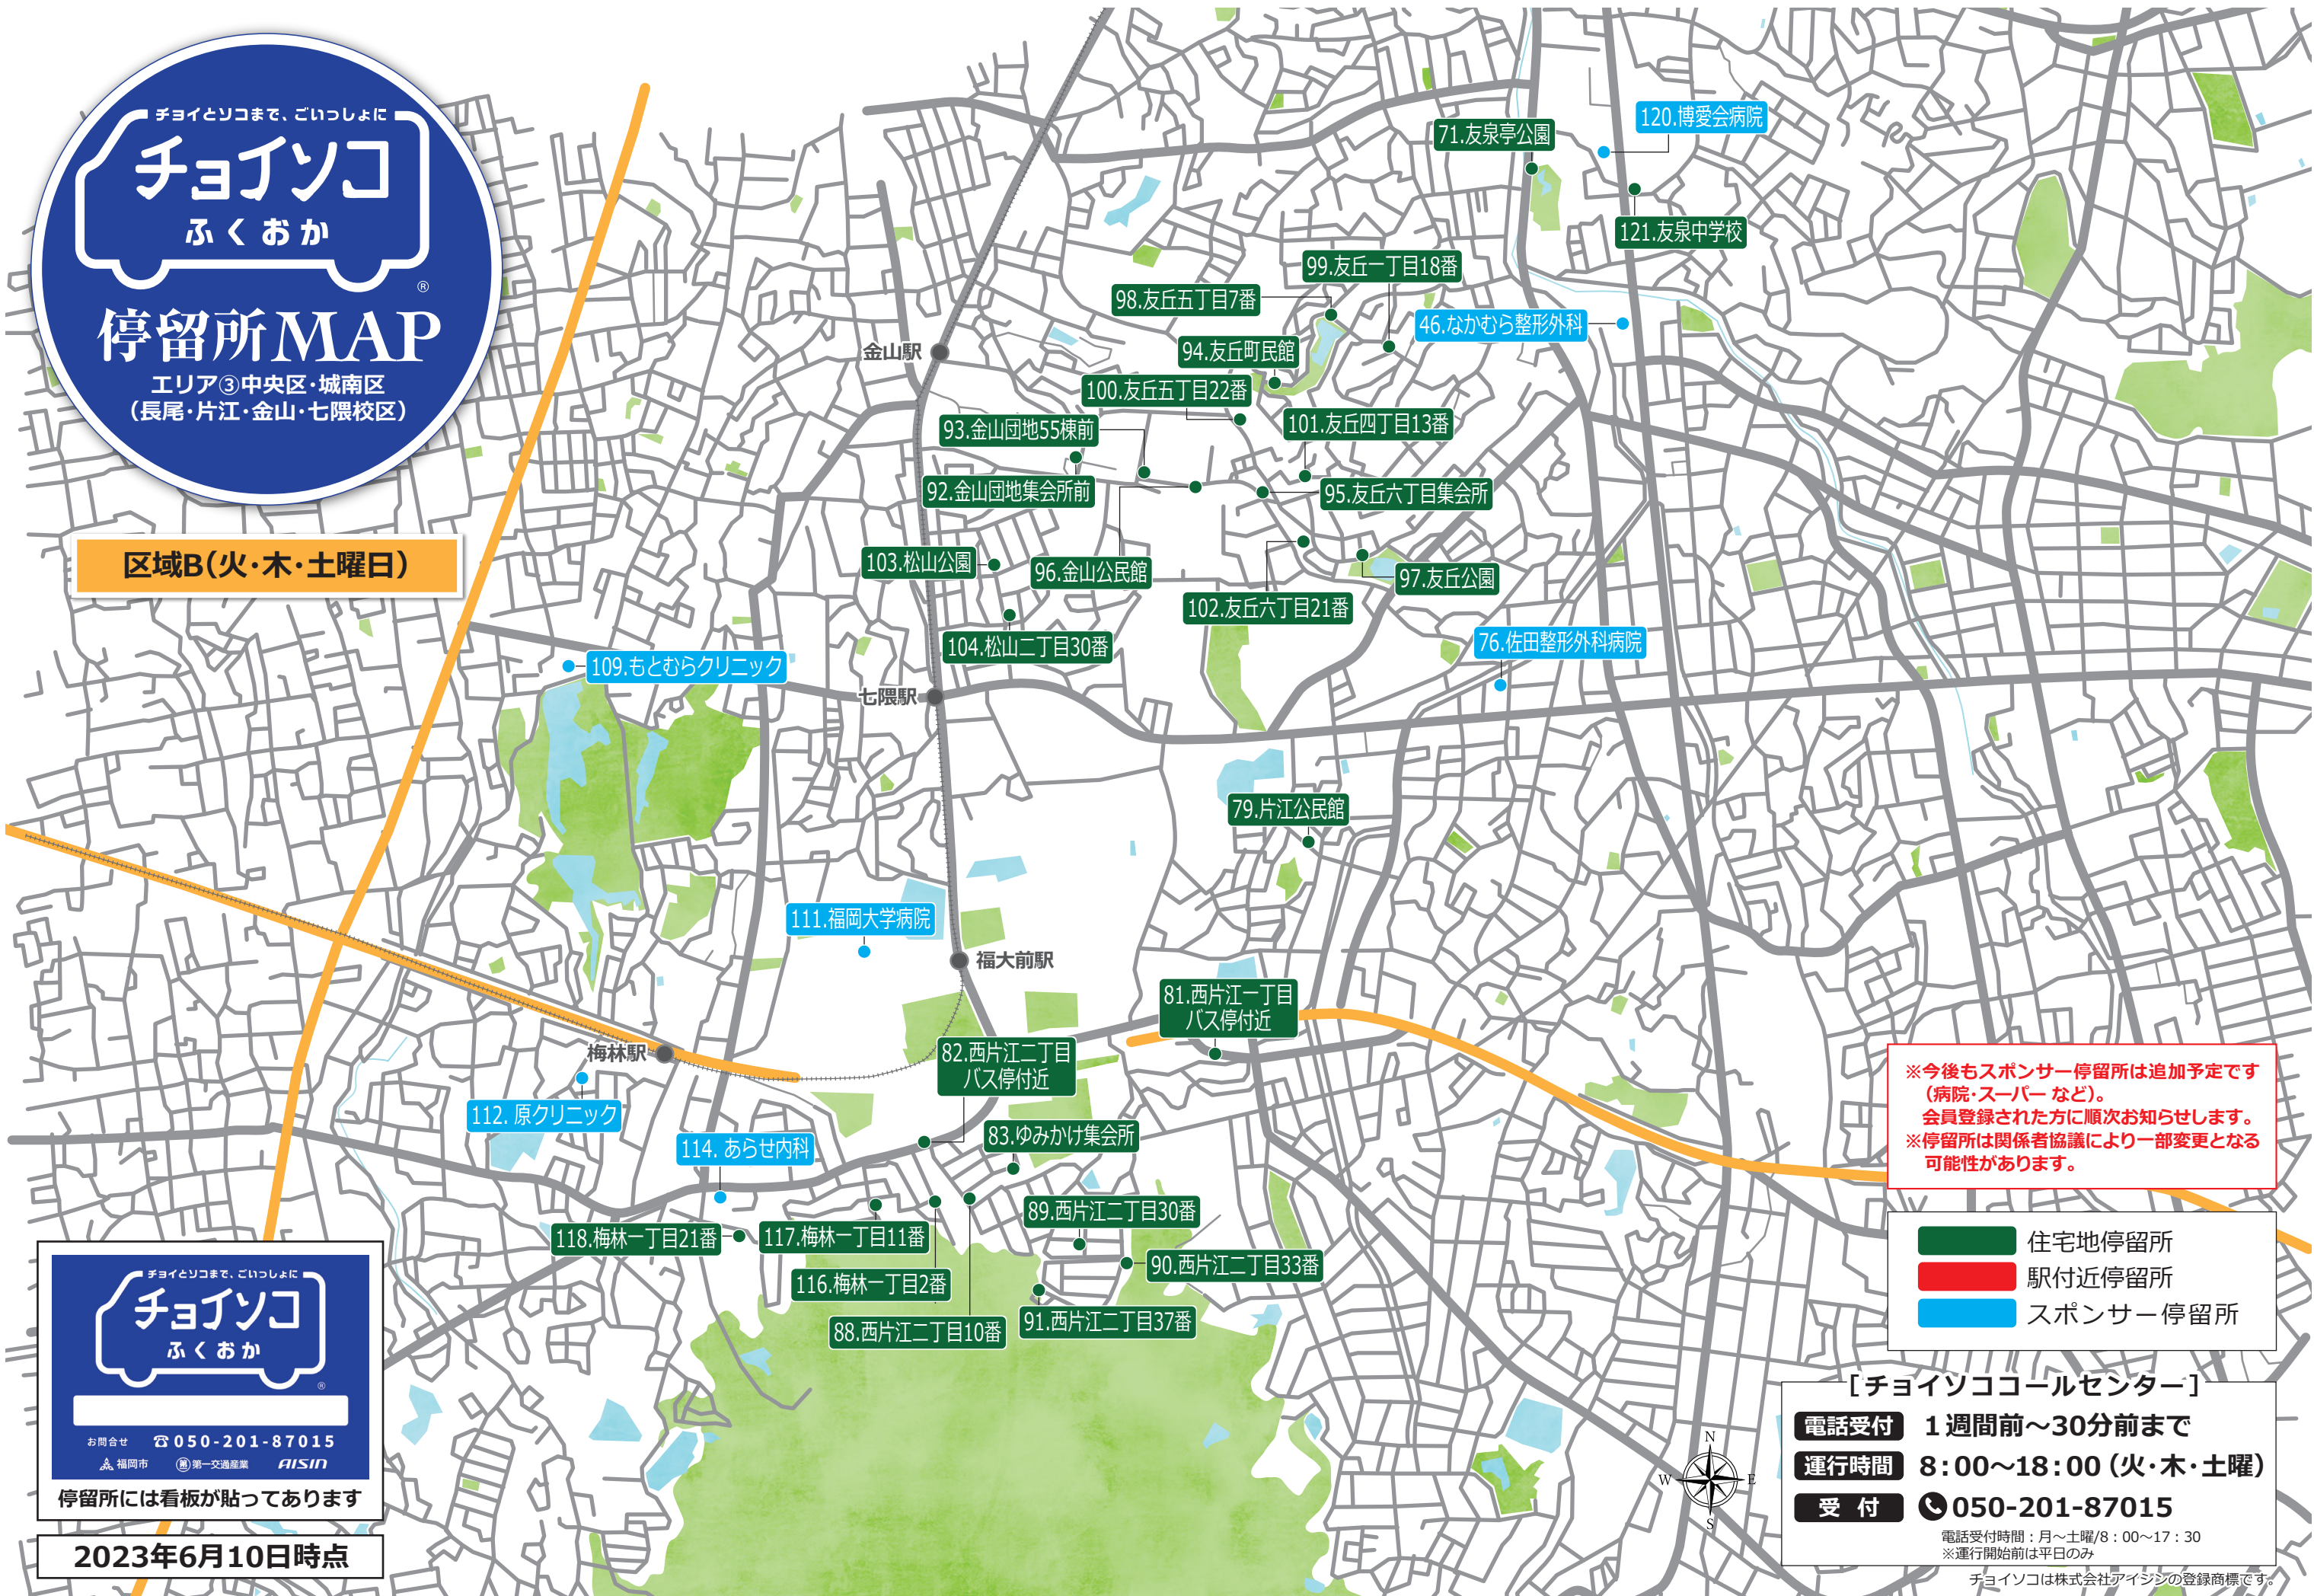 チョイとソコまで、ごいっしょに
チョイソコ
ふくおか
®
停留所MAP
エリア③中央区・城南区
（長尾・片江・金山・七隈校区）
区域B（火・木・土曜日）
120.博愛会病院
71.友泉亭公園
121.友泉中学校
99.友丘一丁目18番
98.友丘五丁目7番
46.なかむら整形外科
94.友丘町民館
金山駅
100.友丘五丁目22番
101.友丘四丁目13番
93.金山団地55棟前
92.金山団地集会所前
95.友丘六丁目集会所
103.松山公園
96.金山公民館
97.友丘公園
102.友丘六丁目21番
104.松山二丁目30番
76.佐田整形外科病院
109.もとむらクリニック
七隈駅
79.片江公民館
111.福岡大学病院
福大前駅
81.西片江一丁目
バス停付近
梅林駅
82.西片江二丁目
バス停付近
112. 原クリニック
114. あらせ内科
83.ゆみかけ集会所
89.西片江二丁目30番
118.梅林一丁目21番
117.梅林一丁目11番
90.西片江二丁目33番
116.梅林一丁目2番
91.西片江二丁目37番
88.西片江二丁目10番
※今後もスポンサー停留所は追加予定です
（病院・スーパー など）。
会員登録された方に順次お知らせします。
※停留所は関係者協議により一部変更となる
可能性があります。
住宅地停留所
駅付近停留所
スポンサー停留所
チョイとソコまで、ごいっしょに
チョイソコ
ふくおか
®
お問合せ ☎050-201-87015
福岡市 第一交通産業 AISIN
停留所には看板が貼ってあります
2023年6月10日時点
N
W E
S
［チョイソココールセンター］
電話受付 1週間前～30分前まで
運行時間 8:00～18:00（火・木・土曜）
受付 050-201-87015
電話受付時間：月～土曜/8：00～17：30
※運行開始前は平日のみ
チョイソコは株式会社アイシンの登録商標です。